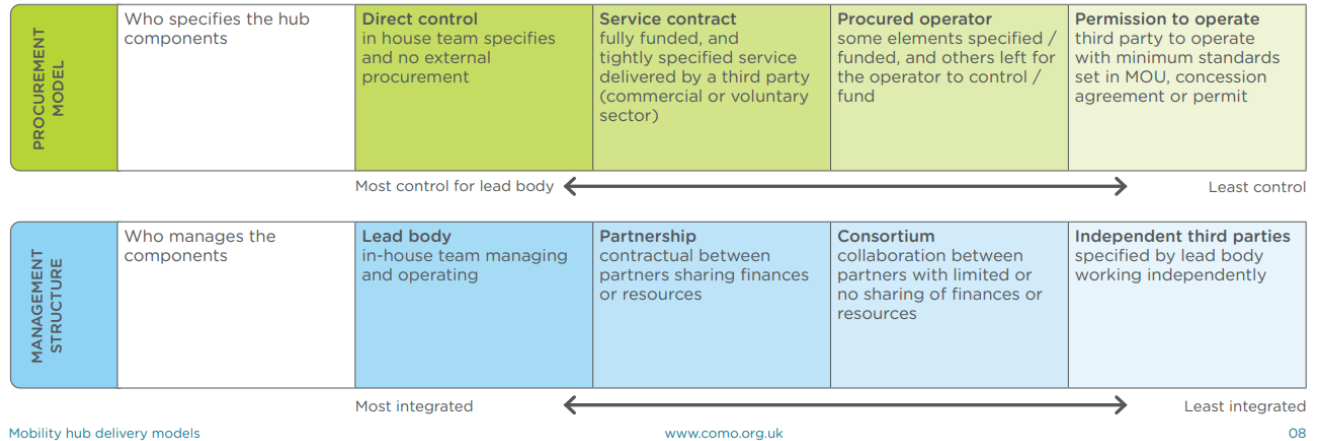 PROCUREMENT
MODEL
Who specifies the hub
components
Direct control
in house team specifies
and no external
procurement
Service contract
fully funded, and
tightly specified service
delivered by a third party
(commercial or voluntary
sector)
Procured operator
some elements specified /
funded, and others left for
the operator to control /
fund
Permission to operate
third party to operate
with minimum standards
set in MOU, concession
agreement or permit
Most control for lead body
Least control
MANAGEMENT
STRUCTURE
Who manages the
components
Lead body
in-house team managing
and operating
Partnership
contractual between
partners sharing finances
or resources
Consortium
collaboration between
partners with limited or
no sharing of finances or
resources
Independent third parties
specified by lead body
working independently
Most integrated
Least integrated
Mobility hub delivery models
www.como.org.uk
08